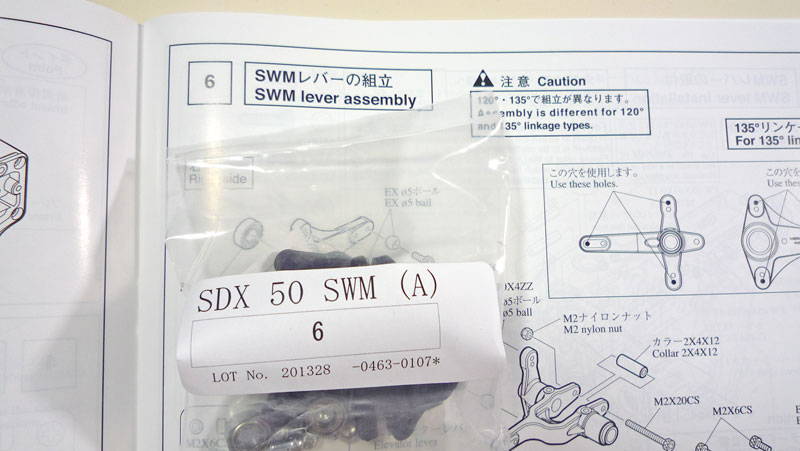 6
SWMレバーの組立
SWM lever assembly
注意 Caution
120°・135°で組立が異なります。
Assembly is different for 120°
and 135° linkage types.
135°リンケ
For 135° lin
この穴を使用します。
Use these holes.
この穴を
Use these
Point
side
EX ø5ボール
EX ø5 ball
SDX 50 SWM (A)
6
LOT No. 201328 -0463-0107*
X4ZZ
ø5ボール
ø5 ball
M2ナイロンナット
M2 nylon nut
カラー2X4X12
Collar 2X4X12
M2X20CS
M2X6CS
M2X6CS
Elevator lever